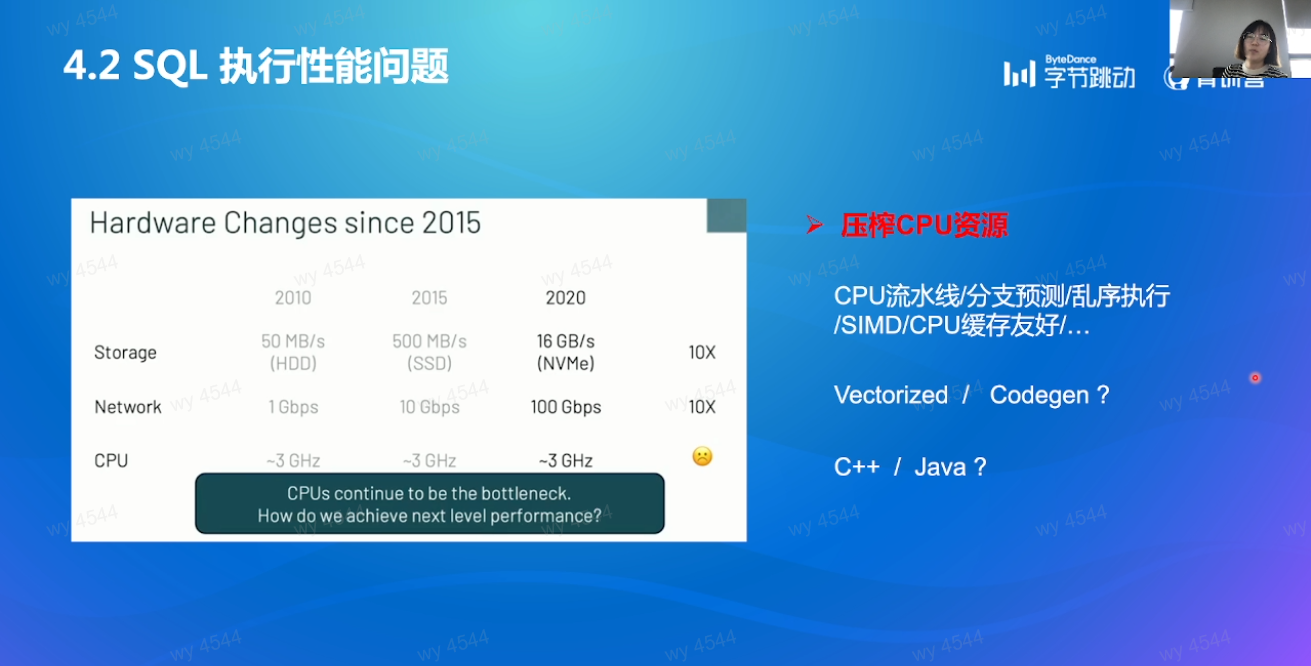 4.2 SQL 执行性能问题
ByteDance
字节跳动
Hardware Changes since 2015
2010 2015 2020
Storage 50 MB/s (HDD) 500 MB/s (SSD) 16 GB/s (NVMe) 10X
Network 1 Gbps 10 Gbps 100 Gbps 10X
CPU ~3 GHz ~3 GHz ~3 GHz ☹️
CPUs continue to be the bottleneck.
How do we achieve next level performance?
➢ 压榨CPU资源
CPU流水线/分支预测/乱序执行
/SIMD/CPU缓存友好/…
Vectorized / Codegen ?
C++ / Java ?
wy 4544